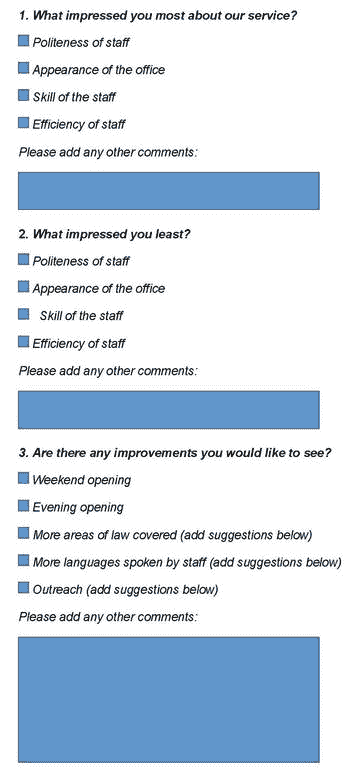 1. What impressed you most about our service?
Politeness of staff
Appearance of the office
Skill of the staff
Efficiency of staff
Please add any other comments:
2. What impressed you least?
Politeness of staff
Appearance of the office
Skill of the staff
Efficiency of staff
Please add any other comments:
3. Are there any improvements you would like to see?
Weekend opening
Evening opening
More areas of law covered (add suggestions below)
More languages spoken by staff (add suggestions below)
Outreach (add suggestions below)
Please add any other comments: